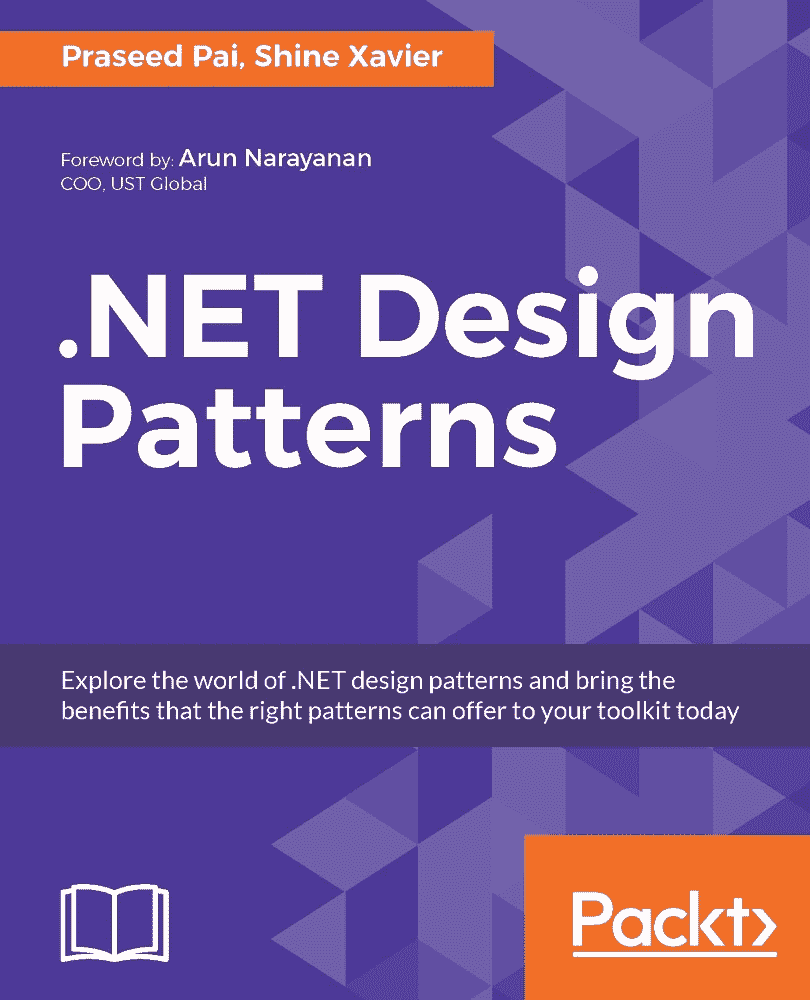 Praseed Pai, Shine Xavier
Foreword by: Arun Narayanan
COO, UST Global
.NET Design
Patterns
Explore the world of .NET design patterns and bring the
benefits that the right patterns can offer to your toolkit today
Packt>